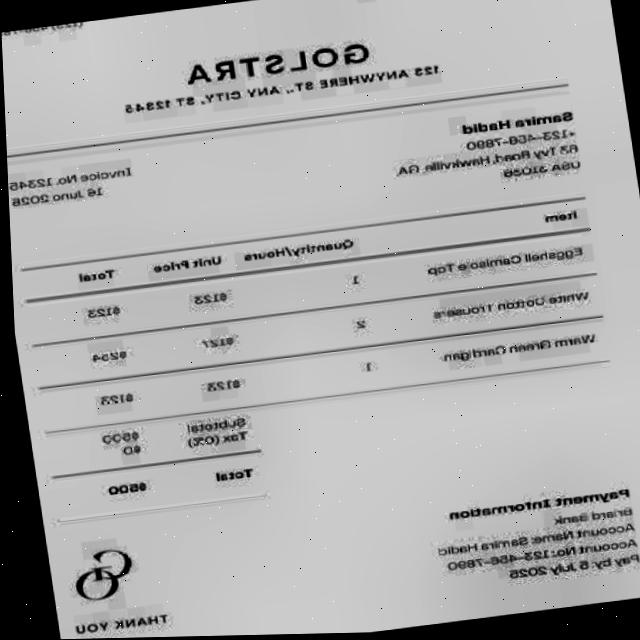 GOLSTRA
123 ANYWHERE ST., ANY CITY, ST 12345
Samira Hadid
+123-456-7890
63 Ivy Road, Hawkville, GA
USA 31036
Invoice No. 12345
16 June 2025
Item Quantity/Hours Unit Price Total
Eggshell Camisole Top 1 $123 $123
White Cotton Trousers 2 $127 $254
Warm Green Cardigan 1 $123 $123
Subtotal $500
Tax (0%) $0
Total $500
Payment Information
Bank
Account Name: Samira Hadid
Account No.: 123-456-7890
Pay by: 5 July 2025
THANK YOU